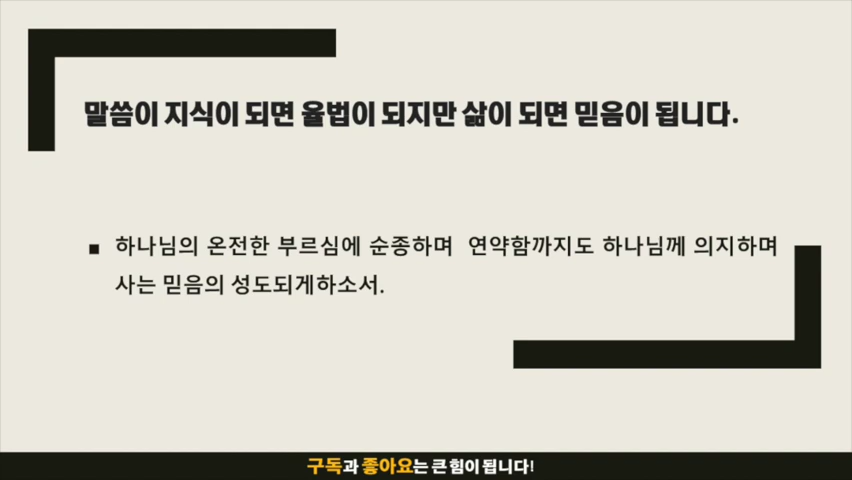 말씀이 지식이 되면 율법이 되지만 삶이 되면 믿음이 됩니다.
■ 하나님의 온전한 부르심에 순종하며 연약함까지도 하나님께 의지하며
사는 믿음의 성도되게하소서.
구독과 좋아요는 큰 힘이 됩니다!